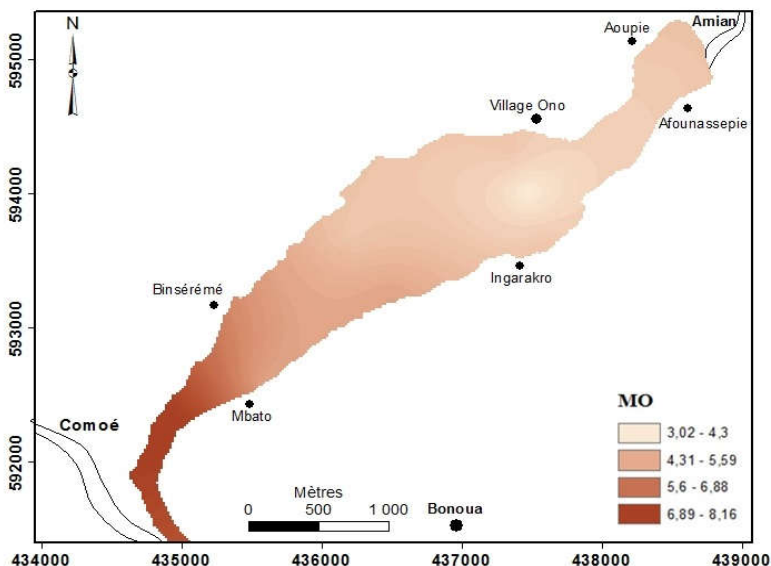 N
Aoupie
Amian
595000
Village Ono
Afounassepie
594000
Ingarakro
Binsérémé
593000
MO
Mbato
Comoé
3,02 - 4,3
4,31 - 5,59
592000
5,6 - 6,88
Mètres
0 500 1 000
Bonoua
6,89 - 8,16
434000 435000 436000 437000 438000 439000